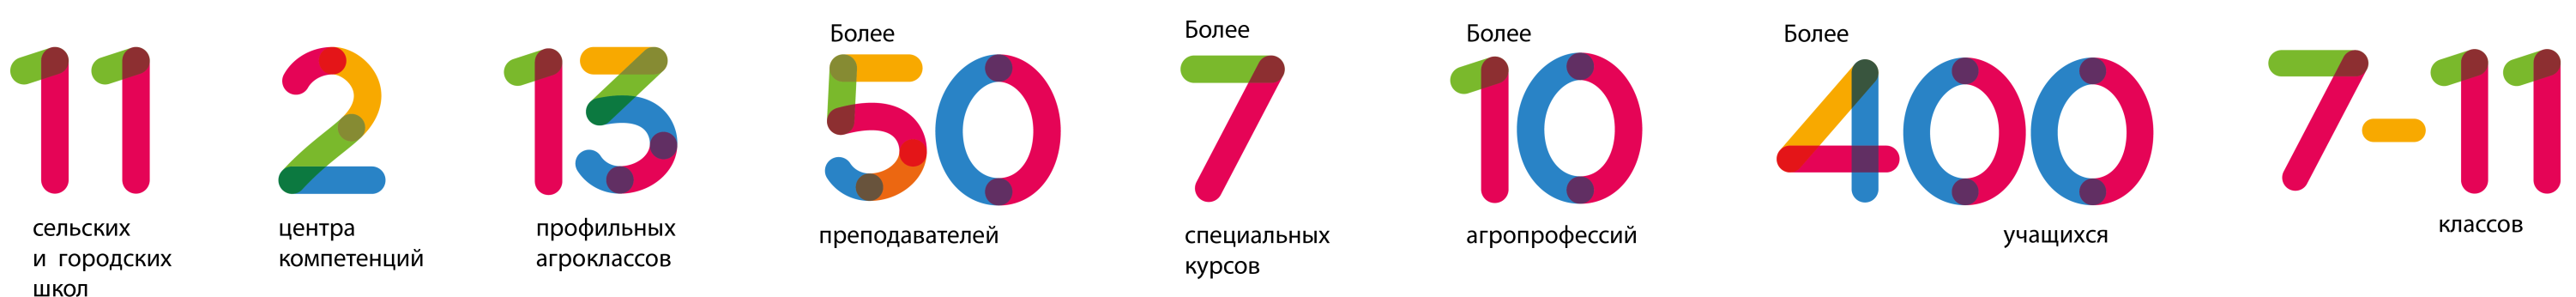 11
сельских
и городских
школ
2
центра
компетенций
13
профильных
агроклассов
Более
50
преподавателей
Более
7
специальных
курсов
Более
10
агропрофессий
Более
400
учащихся
7-11
классов